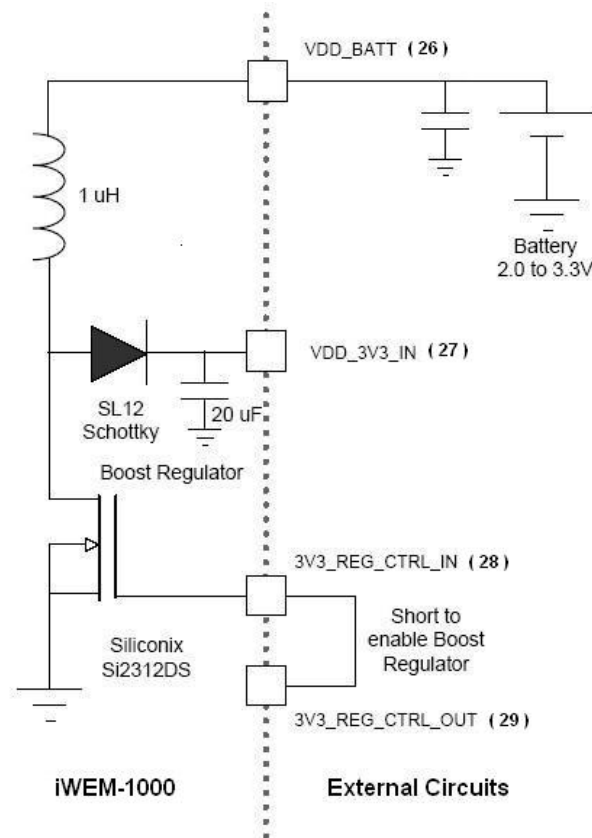 VDD_BATT (26)
1 uH
Battery
2.0 to 3.3V
VDD_3V3_IN (27)
SL12
Schottky
20 uF
Boost Regulator
3V3_REG_CTRL_IN (28)
Short to
enable Boost
Regulator
Siliconix
Si2312DS
3V3_REG_CTRL_OUT (29)
iWEM-1000
External Circuits